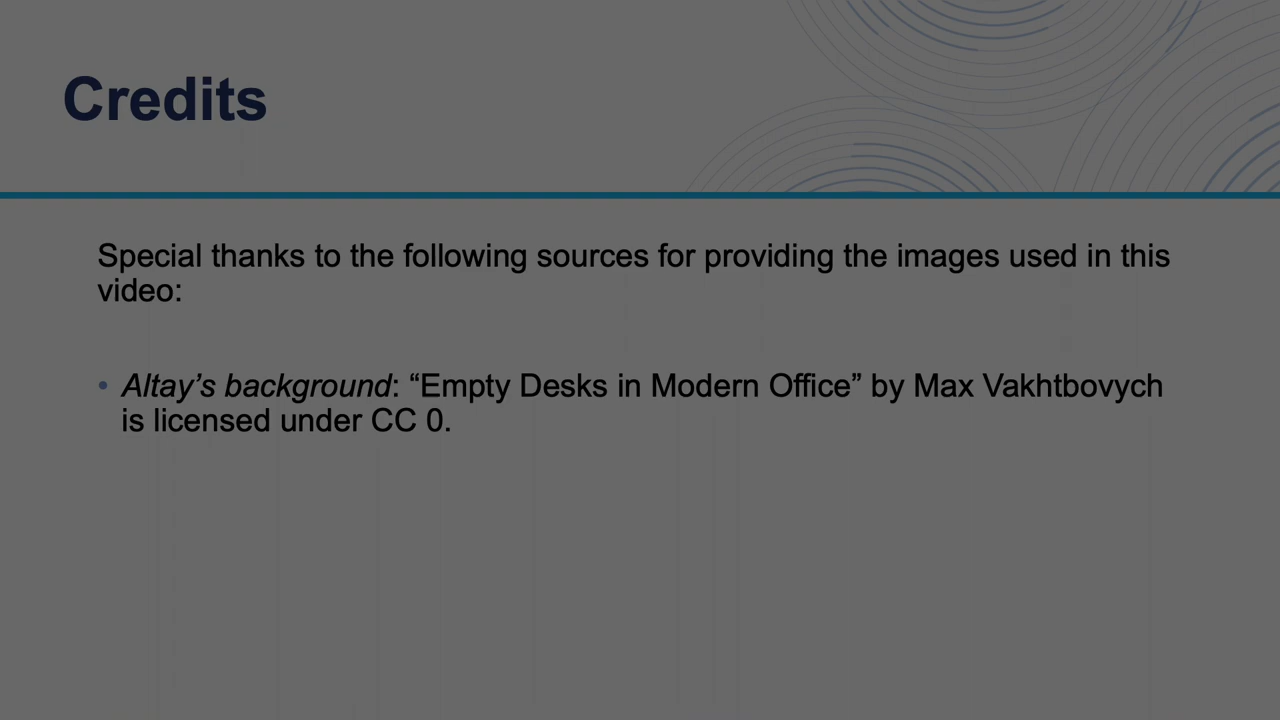 Credits
Special thanks to the following sources for providing the images used in this
video:
• Altay’s background: “Empty Desks in Modern Office” by Max Vakhtbovych
is licensed under CC 0.